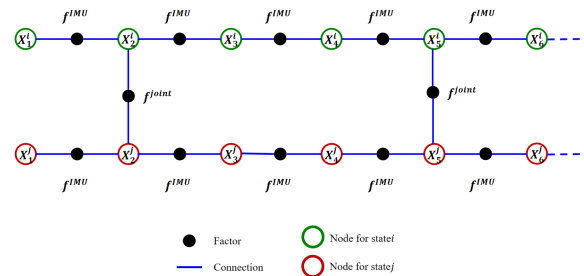 f^IMU f^IMU f^IMU f^IMU f^IMU
X_1^i X_2^i X_3^i X_4^i X_5^i X_6^i
f^joint f^joint
X_1^j X_2^j X_3^j X_4^j X_5^j X_6^j
f^IMU f^IMU f^IMU f^IMU f^IMU
Factor Node for state i
Connection Node for state j